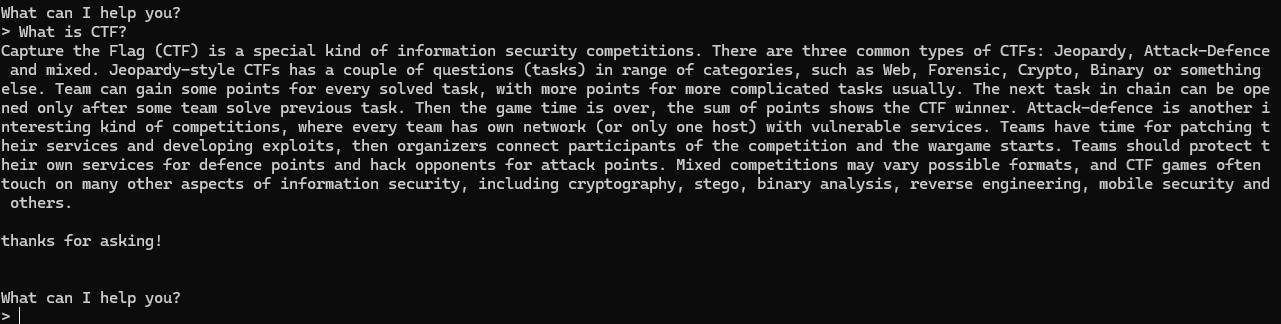 What can I help you?
> What is CTF?
Capture the Flag (CTF) is a special kind of information security competitions. There are three common types of CTFs: Jeopardy, Attack-Defence
and mixed. Jeopardy-style CTFs has a couple of questions (tasks) in range of categories, such as Web, Forensic, Crypto, Binary or something
else. Team can gain some points for every solved task, with more points for more complicated tasks usually. The next task in chain can be ope
ned only after some team solve previous task. Then the game time is over, the sum of points shows the CTF winner. Attack-defence is another i
nteresting kind of competitions, where every team has own network (or only one host) with vulnerable services. Teams have time for patching t
heir services and developing exploits, then organizers connect participants of the competition and the wargame starts. Teams should protect t
heir own services for defence points and hack opponents for attack points. Mixed competitions may vary possible formats, and CTF games often
touch on many other aspects of information security, including cryptography, stego, binary analysis, reverse engineering, mobile security and
others.
thanks for asking!
What can I help you?
>